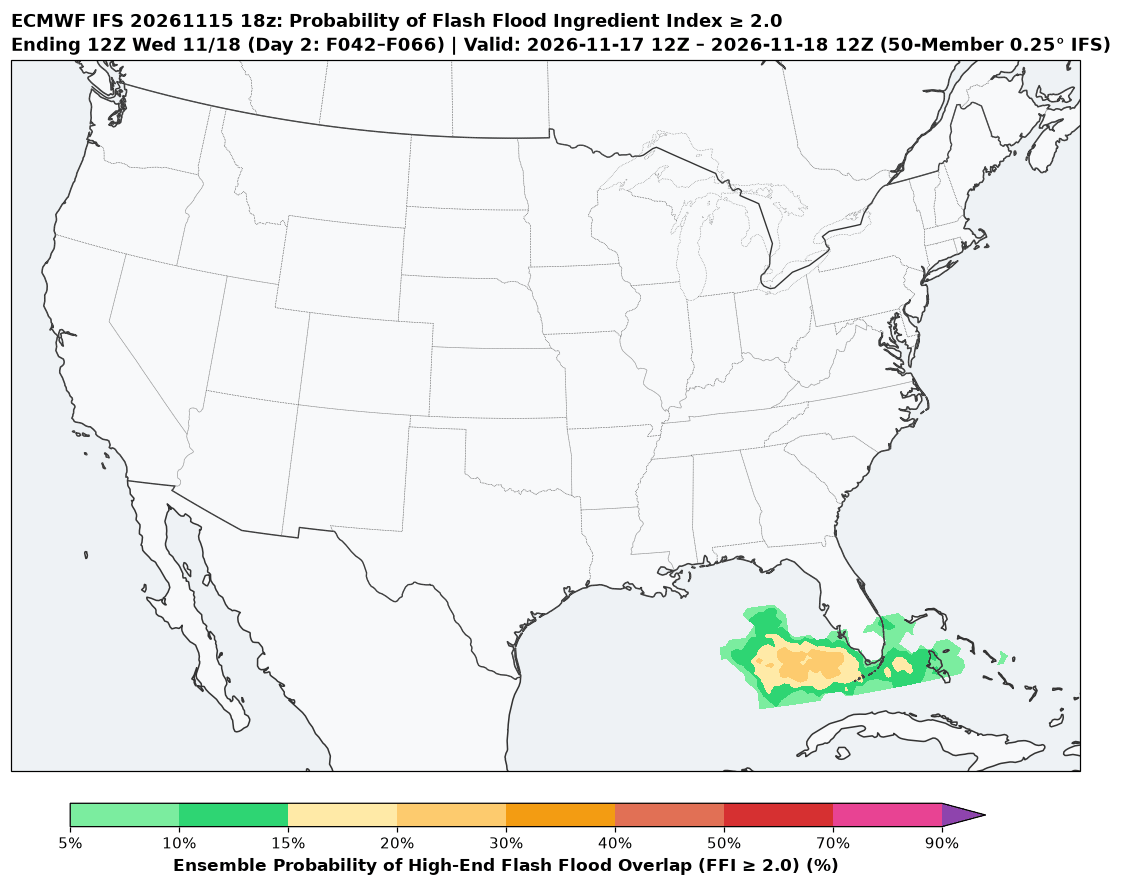 ECMWF IFS 20261115 18z: Probability of Flash Flood Ingredient Index ≥ 2.0
Ending 12Z Wed 11/18 (Day 2: F042–F066) | Valid: 2026-11-17 12Z – 2026-11-18 12Z (50-Member 0.25° IFS)
5% 10% 15% 20% 30% 40% 50% 70% 90%
Ensemble Probability of High-End Flash Flood Overlap (FFI ≥ 2.0) (%)